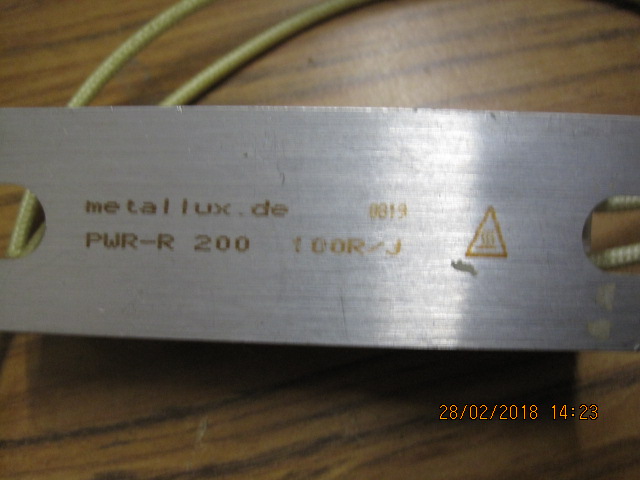 metallux.de 0819
PWR-R 200 100R/J
28/02/2018 14:23